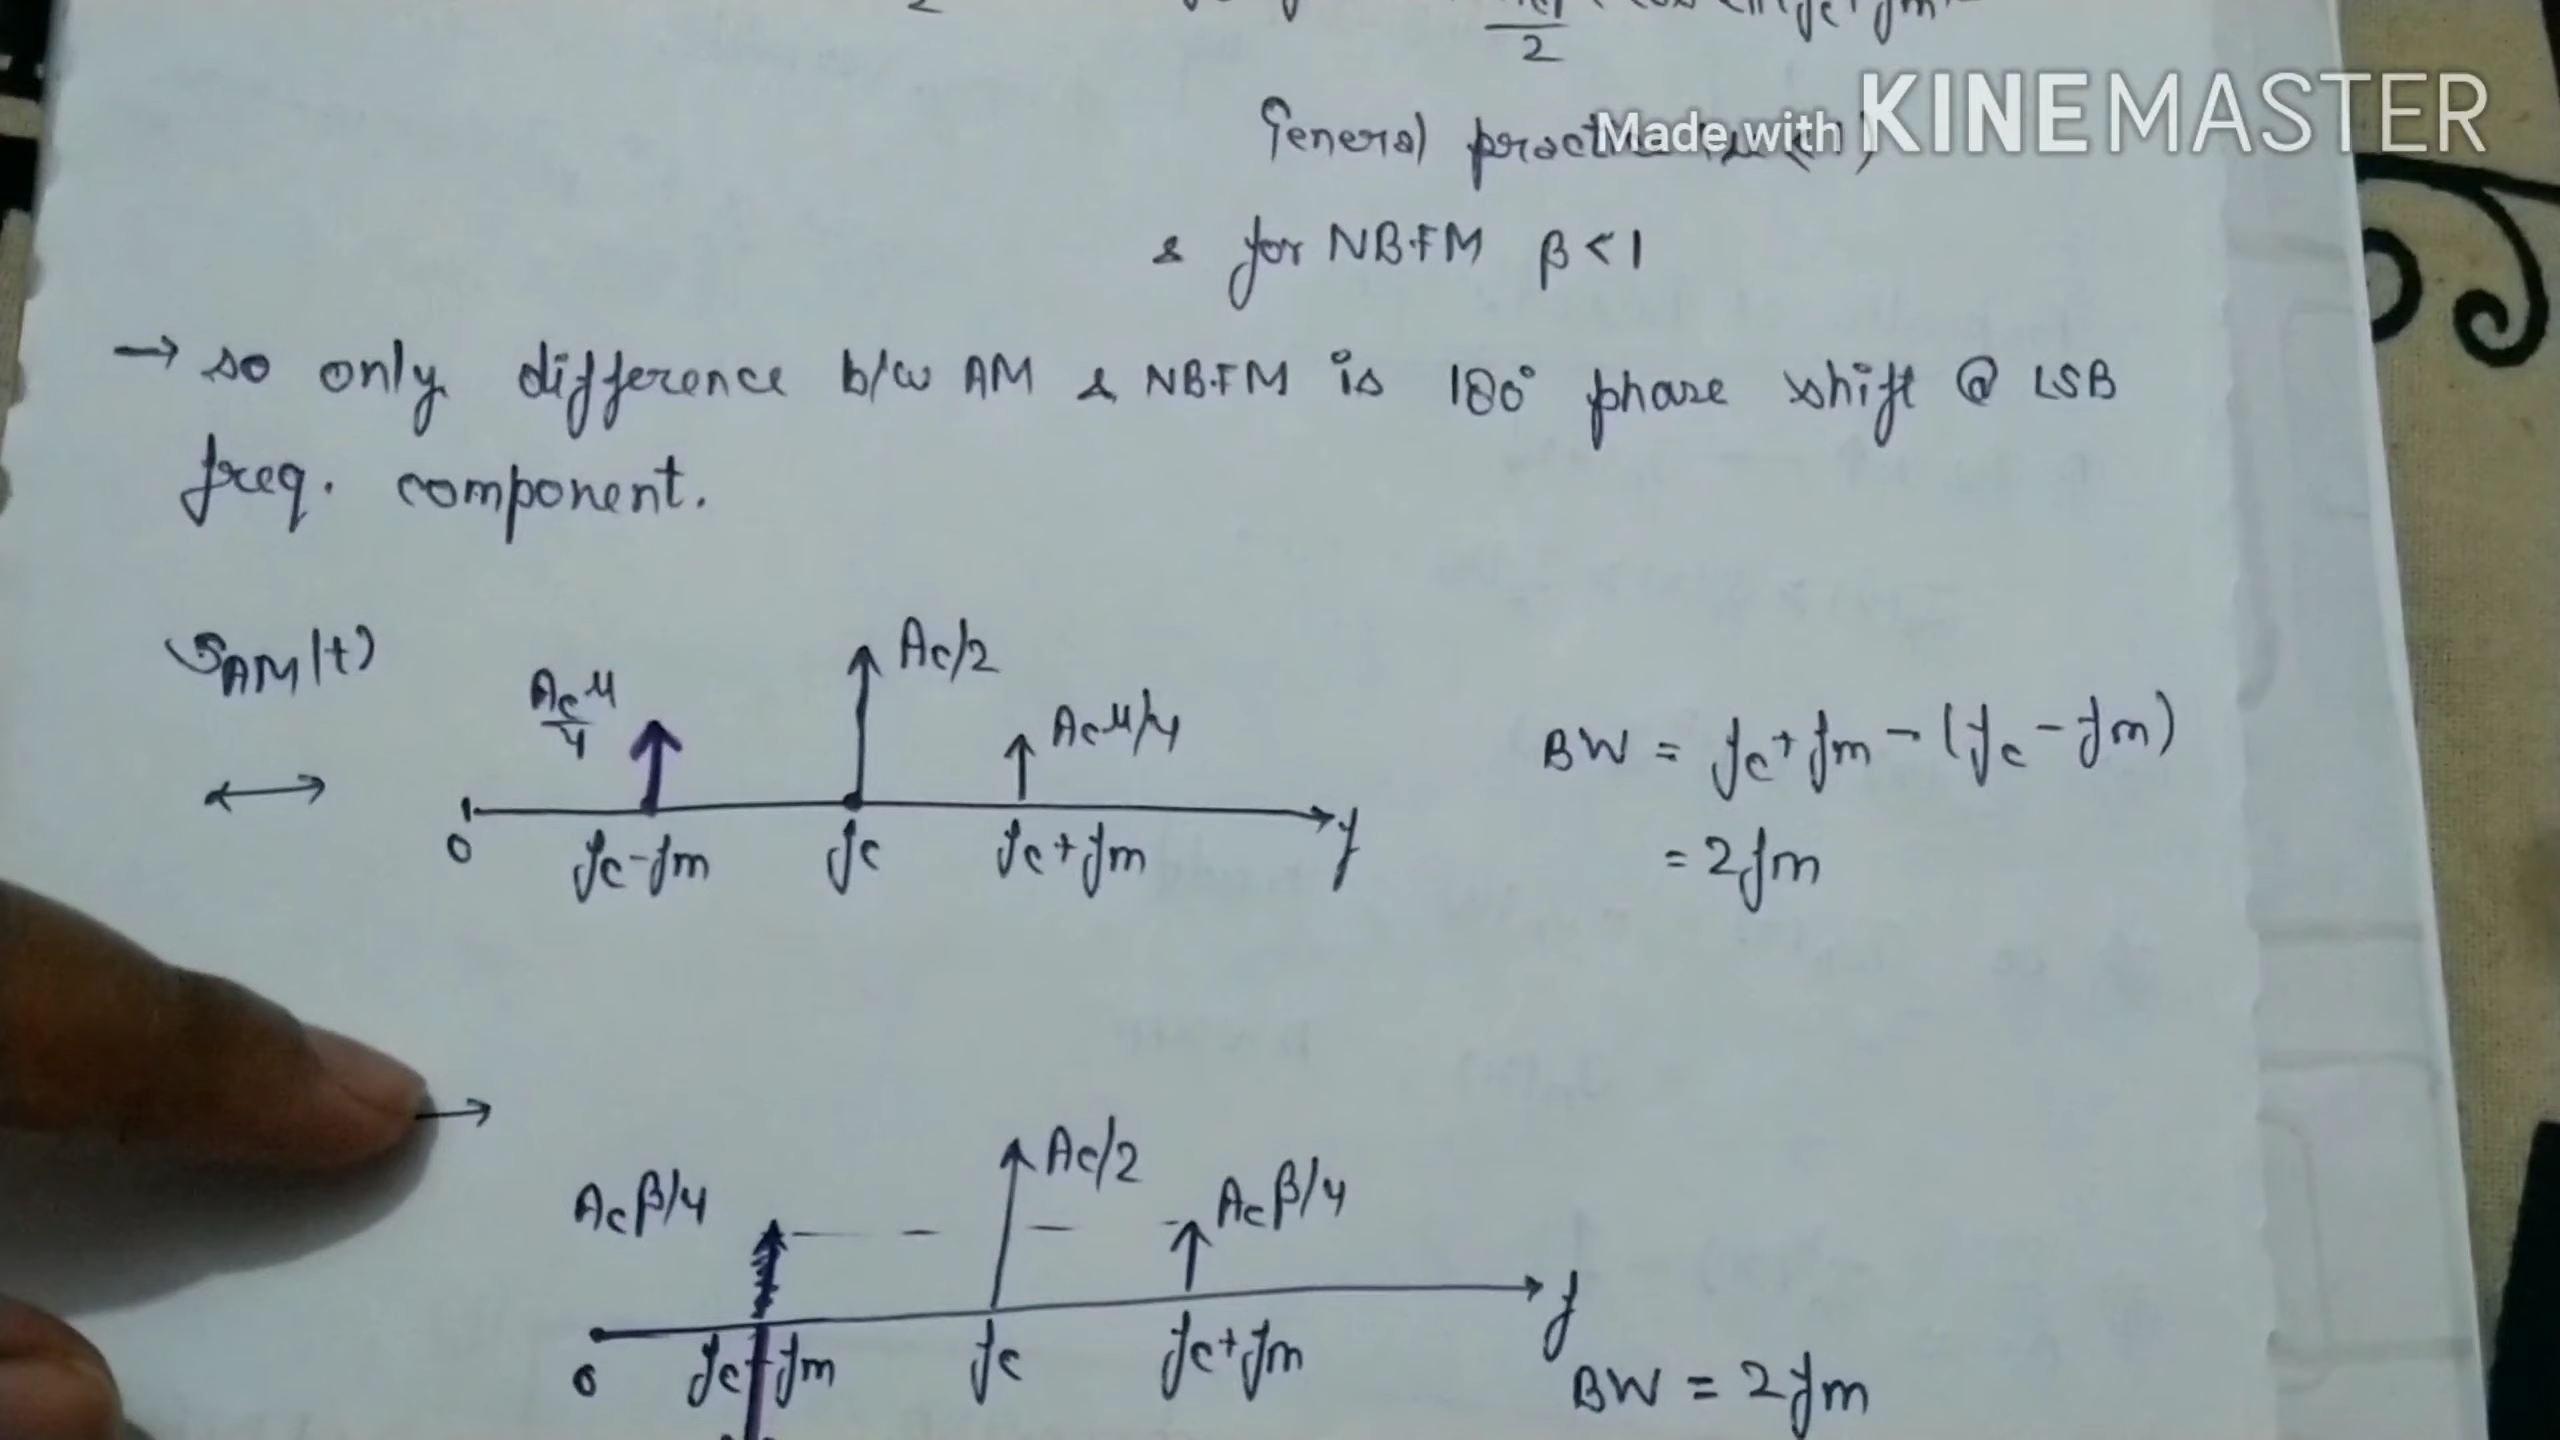 2
Made with KINEMASTER
General
& for NBFM β < 1
→ so only difference b/w AM & NBFM is 180° phase shift @ LSB
freq. component.
SAM(t)
↔
Acμ/4
Ac/2
Acμ/4
0 fc-fm fc fc+fm f
BW = fc+fm - (fc - fm)
= 2fm
→
Acβ/4
Ac/2
Acβ/4
0 fc-fm fc fc+fm f
BW = 2fm